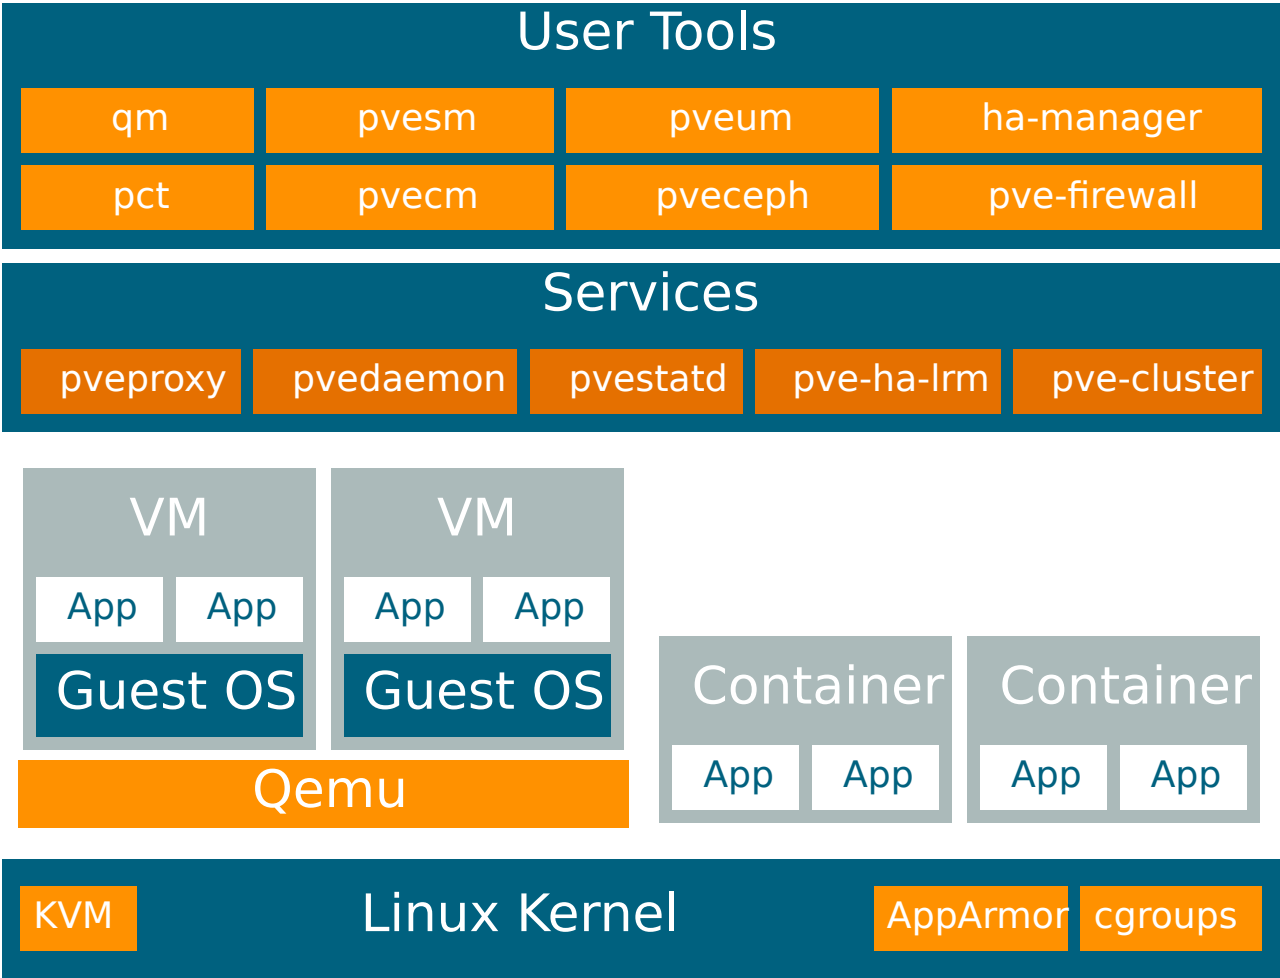 User Tools
qm pvesm pveum ha-manager
pct pvecm pveceph pve-firewall
Services
pveproxy pvedaemon pvestatd pve-ha-lrm pve-cluster
VM VM
App App App App
Guest OS Guest OS
Container Container
App App App App
Qemu
KVM Linux Kernel AppArmor cgroups